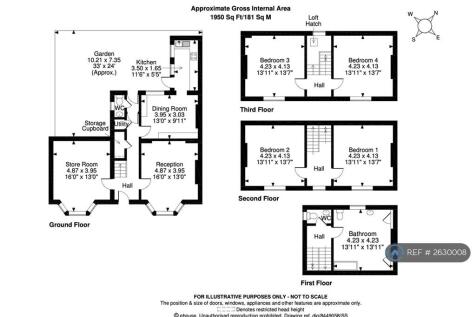 Approximate Gross Internal Area
1950 Sq Ft/181 Sq M
N
E
S
W
Garden
10.21 x 7.35
33' x 24'
(Approx.)
Kitchen
3.50 x 1.65
11'6" x 5'5"
WC
Utility
Dining Room
3.95 x 3.03
13'0" x 9'11"
Storage
Cupboard
Store Room
4.87 x 3.95
16'0" x 13'0"
Reception
4.87 x 3.95
16'0" x 13'0"
Hall
Ground Floor
Loft
Hatch
Bedroom 3
4.23 x 4.13
13'11" x 13'7"
Hall
Bedroom 4
4.23 x 4.13
13'11" x 13'7"
Third Floor
Bedroom 2
4.23 x 4.13
13'11" x 13'7"
Hall
Bedroom 1
4.23 x 4.13
13'11" x 13'7"
Second Floor
WC
Hall
Bathroom
4.23 x 4.23
13'11" x 13'11"
First Floor
REF # 2630008
FOR ILLUSTRATIVE PURPOSES ONLY - NOT TO SCALE
The position & size of doors, windows, appliances and other features are approximate only.
Denotes restricted head height
© ehouse. Unauthorised reproduction prohibited. Drawing ref.